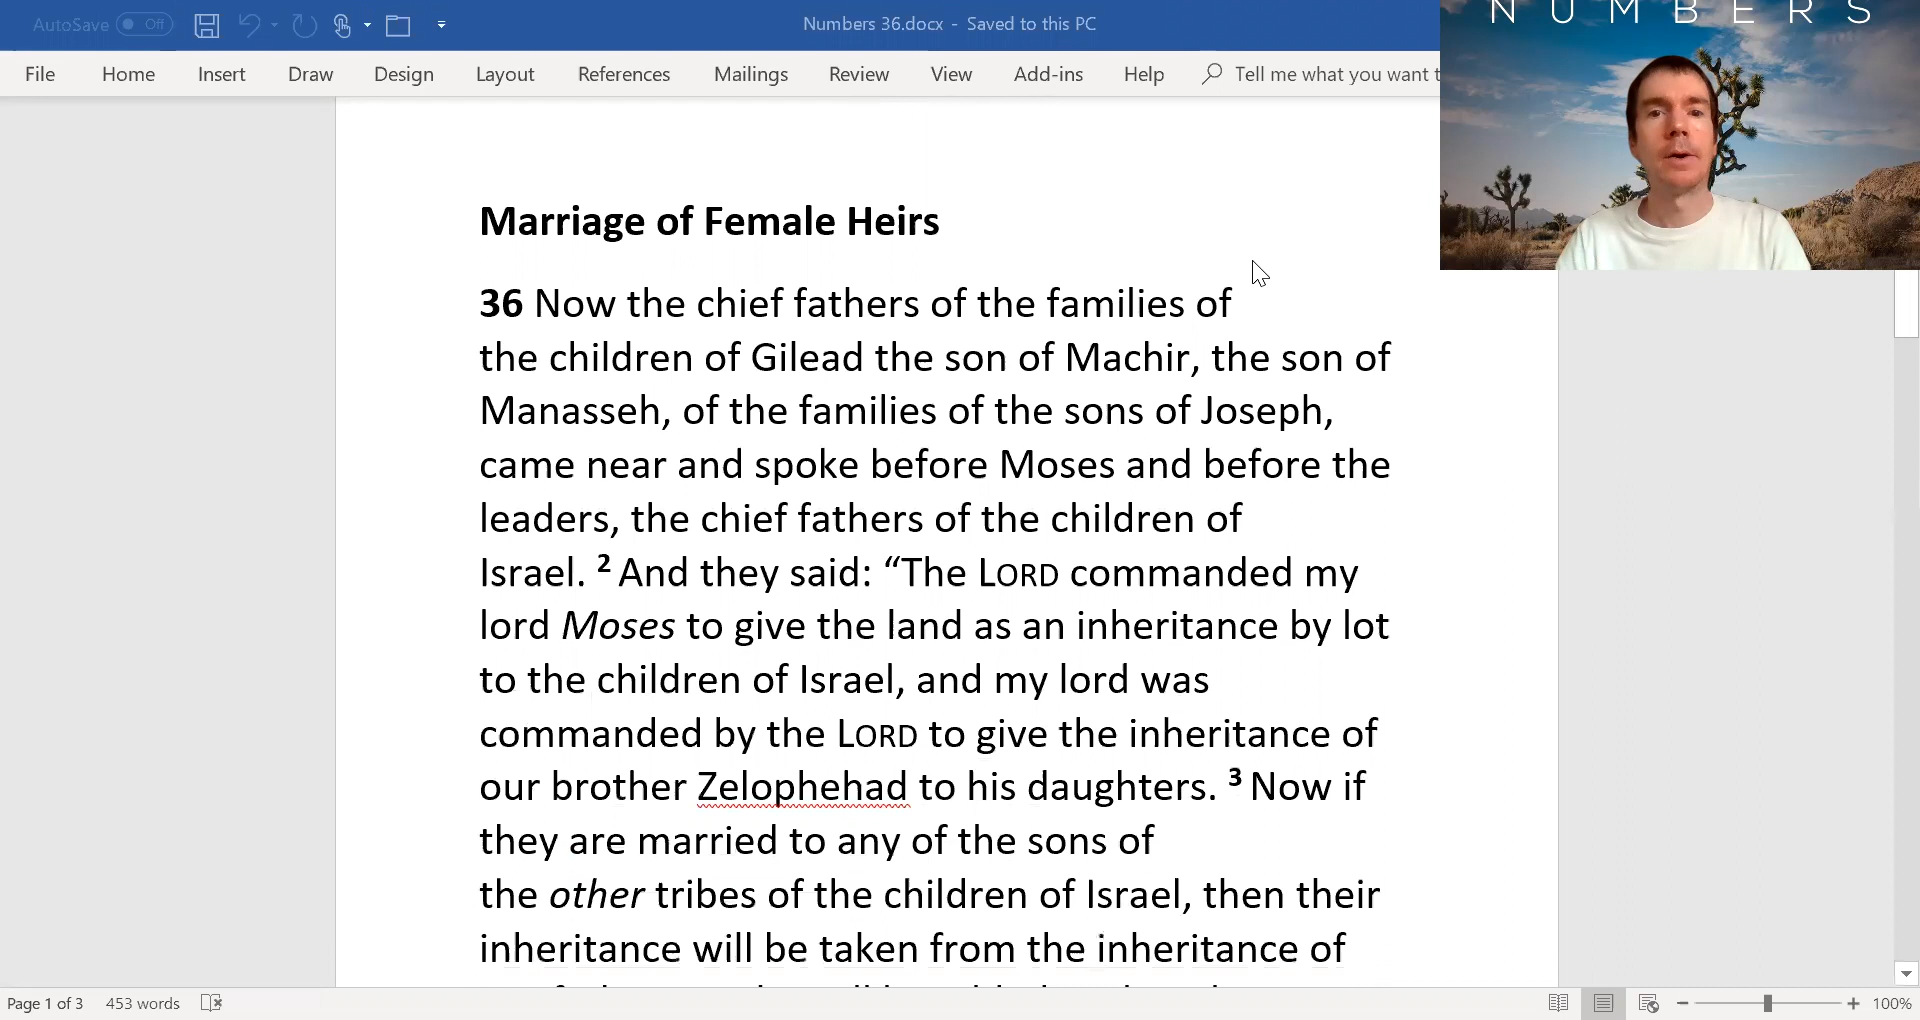 AutoSave Off
Numbers 36.docx - Saved to this PC
NUMBERS
File Home Insert Draw Design Layout References Mailings Review View Add-ins Help Tell me what you want t
Marriage of Female Heirs
36 Now the chief fathers of the families of
the children of Gilead the son of Machir, the son of
Manasseh, of the families of the sons of Joseph,
came near and spoke before Moses and before the
leaders, the chief fathers of the children of
Israel. 2 And they said: “The LORD commanded my
lord Moses to give the land as an inheritance by lot
to the children of Israel, and my lord was
commanded by the LORD to give the inheritance of
our brother Zelophehad to his daughters. 3 Now if
they are married to any of the sons of
the other tribes of the children of Israel, then their
inheritance will be taken from the inheritance of
Page 1 of 3 453 words 100%